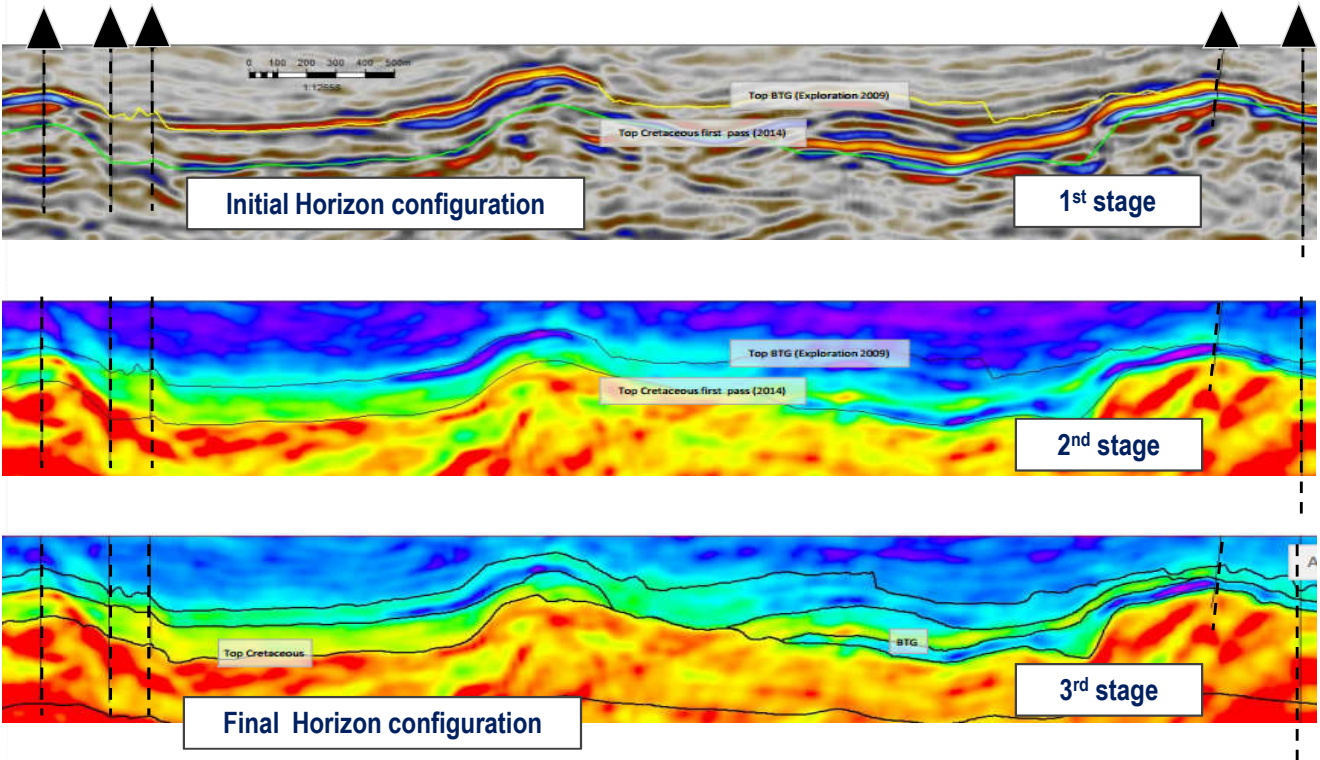 0 100 200 300 400 500m
1:12558
Top BTG (Exploration 2009)
Top Cretaceous first pass (2014)
Initial Horizon configuration
1st stage
Top BTG (Exploration 2009)
Top Cretaceous first pass (2014)
2nd stage
A
BTG
Top Cretaceous
3rd stage
Final Horizon configuration